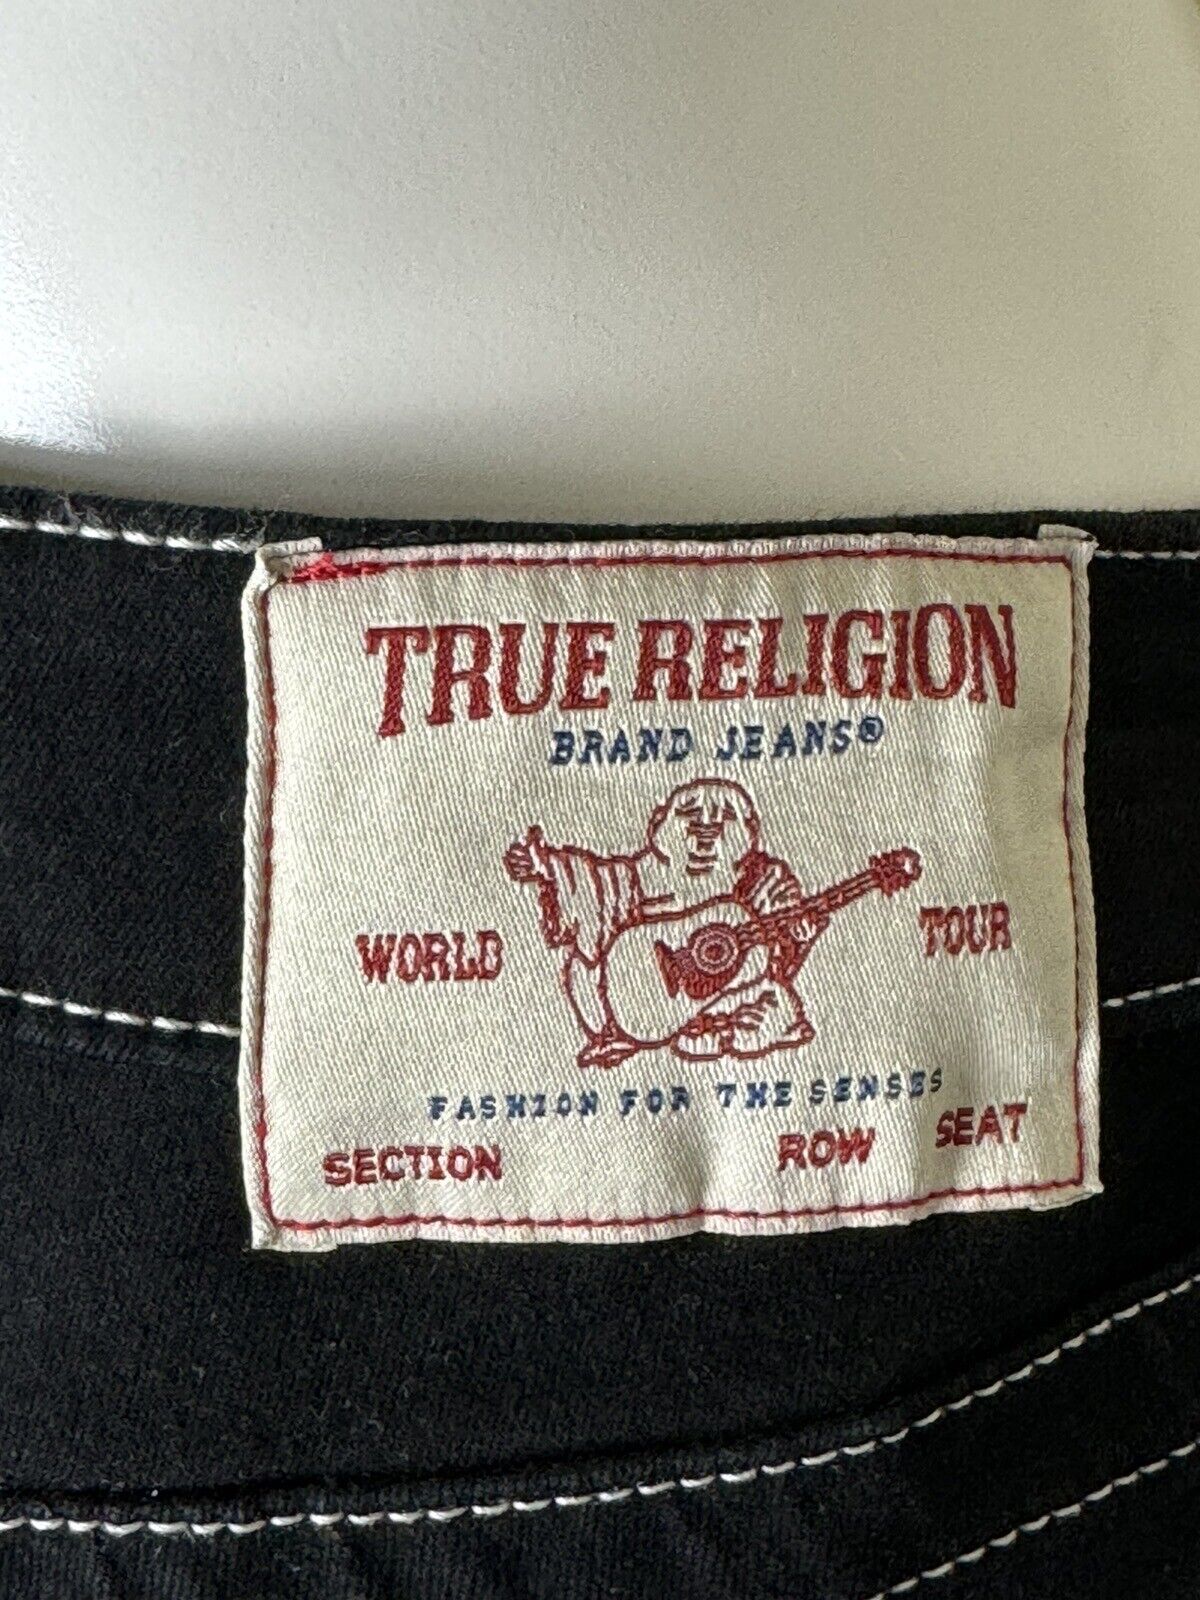 TRUE RELIGION
BRAND JEANS®
WORLD TOUR
FASHION FOR THE SENSES
SECTION ROW SEAT